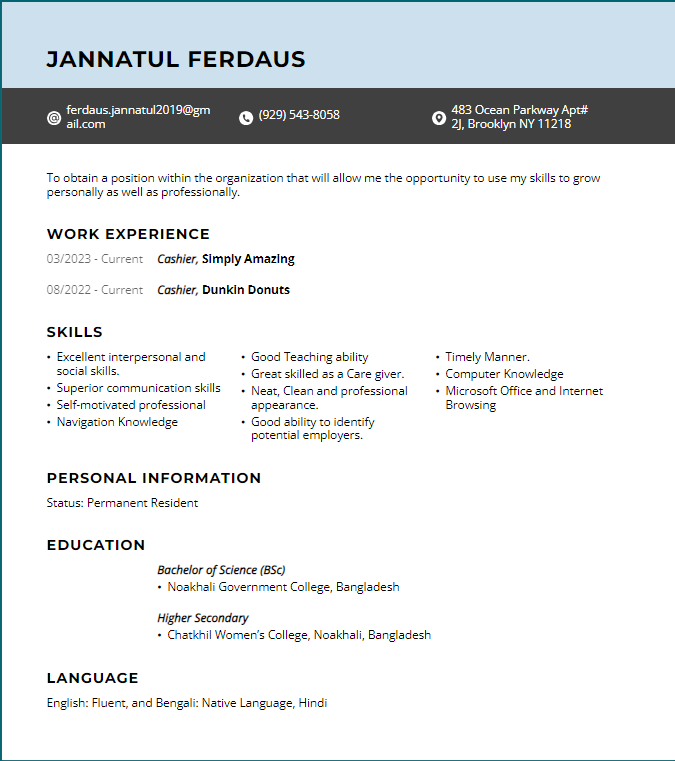 JANNATUL FERDAUS
ferdaus.jannatul2019@gm
ail.com
(929) 543-8058
483 Ocean Parkway Apt#
2J, Brooklyn NY 11218
To obtain a position within the organization that will allow me the opportunity to use my skills to grow
personally as well as professionally.
WORK EXPERIENCE
03/2023 - Current Cashier, Simply Amazing
08/2022 - Current Cashier, Dunkin Donuts
SKILLS
• Excellent interpersonal and
social skills.
• Superior communication skills
• Self-motivated professional
• Navigation Knowledge
• Good Teaching ability
• Great skilled as a Care giver.
• Neat, Clean and professional
appearance.
• Good ability to identify
potential employers.
• Timely Manner.
• Computer Knowledge
• Microsoft Office and Internet
Browsing
PERSONAL INFORMATION
Status: Permanent Resident
EDUCATION
Bachelor of Science (BSc)
• Noakhali Government College, Bangladesh
Higher Secondary
• Chatkhil Women's College, Noakhali, Bangladesh
LANGUAGE
English: Fluent, and Bengali: Native Language, Hindi